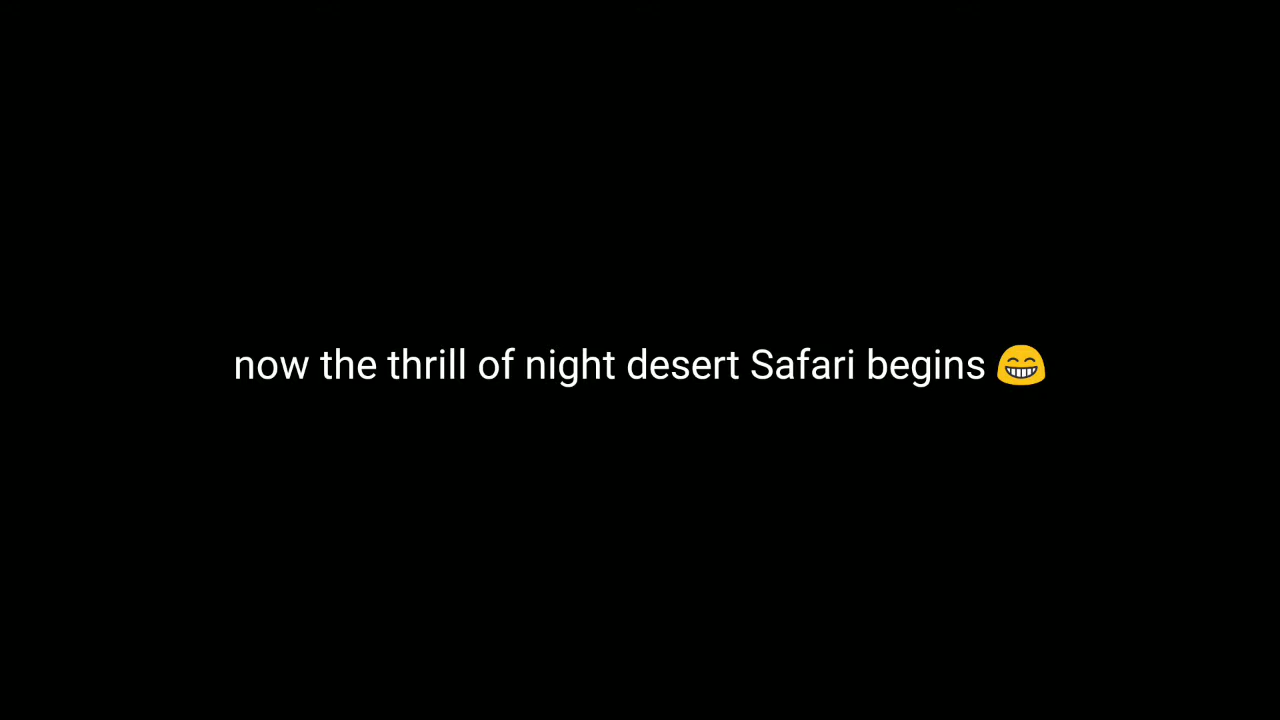 now the thrill of night desert Safari begins 😁